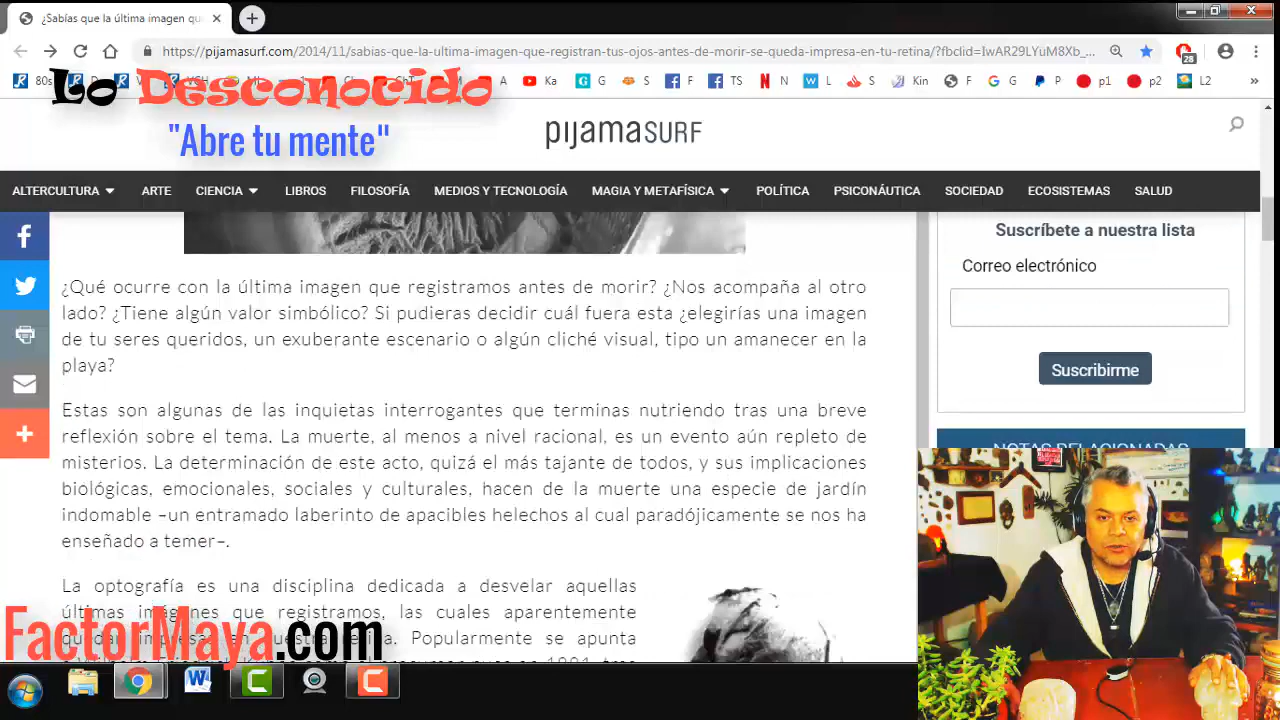 ¿Sabías que la última imagen qu
https://pijamasurf.com/2014/11/sabias-que-la-ultima-imagen-que-registran-tus-ojos-antes-de-morir-se-queda-impresa-en-tu-retina/?fbclid=IwAR29LYuM8Xb_...
28
80s
Ka G S F TS N L S Kin F G P p1 p2 L2
Lo Desconocido
"Abre tu mente"
pijamasurf
ALTERCULTURA ARTE CIENCIA LIBROS FILOSOFÍA MEDIOS Y TECNOLOGÍA MAGIA Y METAFÍSICA POLÍTICA PSICONÁUTICA SOCIEDAD ECOSISTEMAS SALUD
Suscríbete a nuestra lista
Correo electrónico
Suscribirme
NOTAS RELACIONADAS
¿Qué ocurre con la última imagen que registramos antes de morir? ¿Nos acompaña al otro
lado? ¿Tiene algún valor simbólico? Si pudieras decidir cuál fuera esta ¿elegirías una imagen
de tu seres queridos, un exuberante escenario o algún cliché visual, tipo un amanecer en la
playa?
Estas son algunas de las inquietas interrogantes que terminas nutriendo tras una breve
reflexión sobre el tema. La muerte, al menos a nivel racional, es un evento aún repleto de
misterios. La determinación de este acto, quizá el más tajante de todos, y sus implicaciones
biológicas, emocionales, sociales y culturales, hacen de la muerte una especie de jardín
indomable –un entramado laberinto de apacibles helechos al cual paradójicamente se nos ha
enseñado a temer–.
La optografía es una disciplina dedicada a desvelar aquellas
últimas imágenes que registramos, las cuales aparentemente
Popularmente se apunta
FactorMaya.com